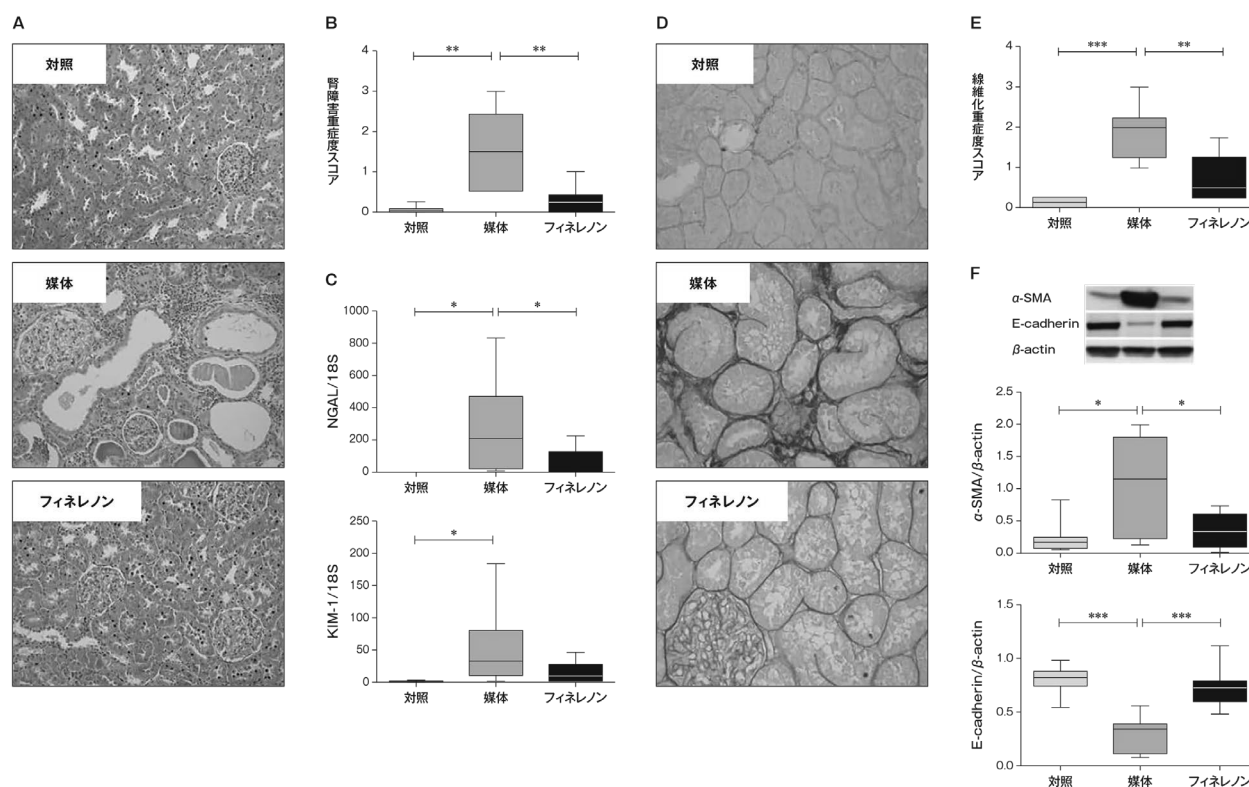 A
対照
媒体
フィネレノン
B
** **
腎障害重症度スコア
4
3
2
1
0
対照 媒体 フィネレノン
C
* *
NGAL/18S
1000
800
600
400
200
0
対照 媒体 フィネレノン
*
KIM-1/18S
250
200
150
100
50
0
対照 媒体 フィネレノン
D
対照
媒体
フィネレノン
E
*** **
線維化重症度スコア
4
3
2
1
0
対照 媒体 フィネレノン
F
α-SMA
E-cadherin
β-actin
* *
α-SMA/β-actin
2.5
2.0
1.5
1.0
0.5
0.0
対照 媒体 フィネレノン
*** ***
E-cadherin/β-actin
1.5
1.0
0.5
0.0
対照 媒体 フィネレノン